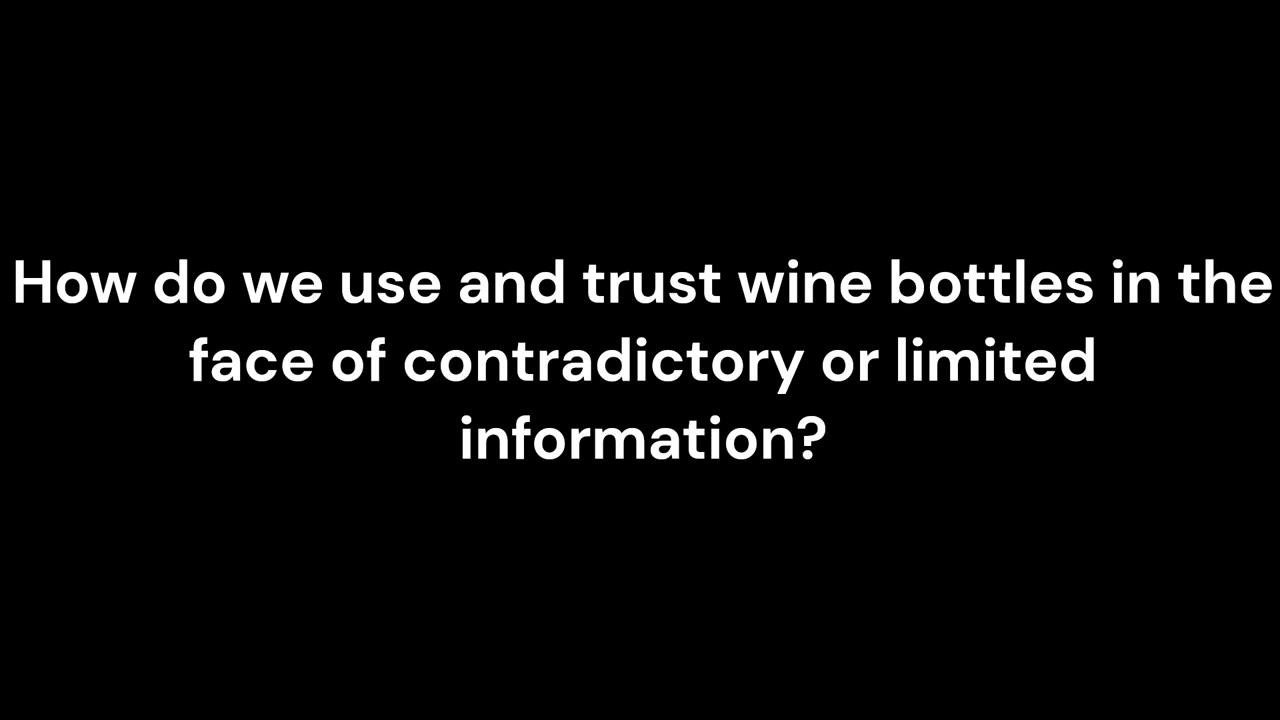 How do we use and trust wine bottles in the
face of contradictory or limited
information?